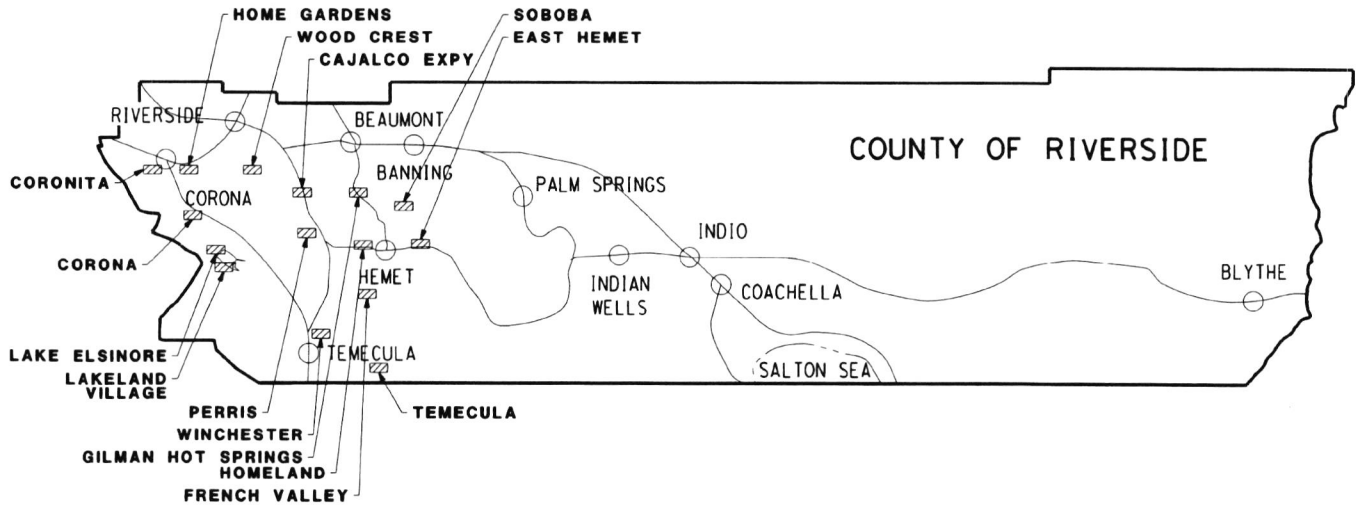 HOME GARDENS
WOOD CREST
CAJALCO EXPY
SOBOBA
EAST HEMET
RIVERSIDE
BEAUMONT
COUNTY OF RIVERSIDE
BANNING
PALM SPRINGS
CORONITA
CORONA
INDIO
CORONA
HEMET
INDIAN
WELLS
COACHELLA
BLYTHE
LAKE ELSINORE
TEMECULA
LAKELAND
VILLAGE
SALTON SEA
PERRIS
TEMECULA
WINCHESTER
GILMAN HOT SPRINGS
HOMELAND
FRENCH VALLEY